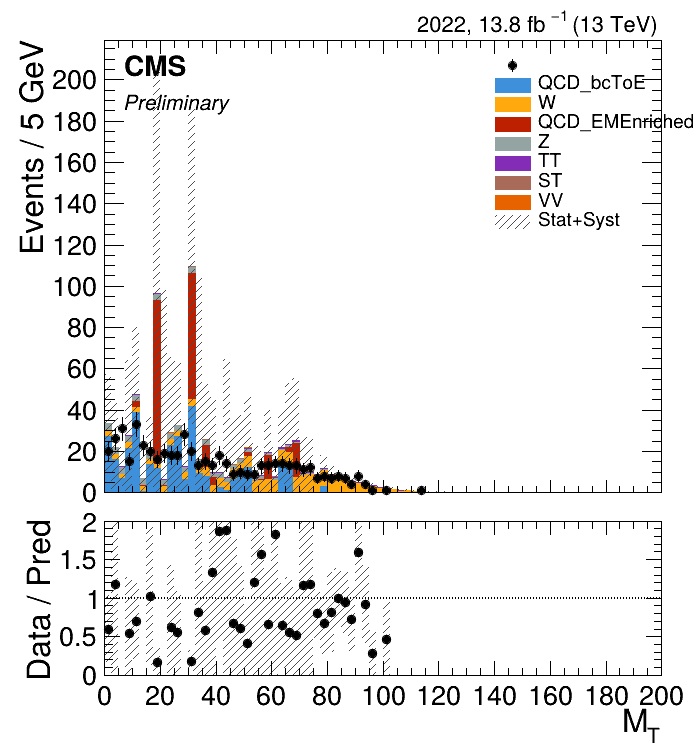 2022, 13.8 fb⁻¹ (13 TeV)
CMS
Preliminary
QCD_bcToE
W
QCD_EMEnriched
Z
TT
ST
VV
Stat+Syst
Events / 5 GeV
200
180
160
140
120
100
80
60
40
20
0
Data / Pred
2
1.5
1
0.5
0
0 20 40 60 80 100 120 140 160 180 200
M_T